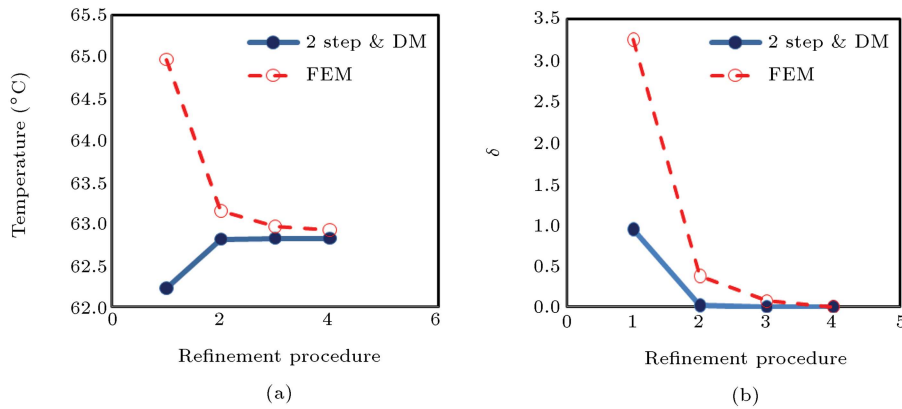 65.5
65.0
64.5
64.0
63.5
63.0
62.5
62.0
Temperature (°C)
2 step & DM
FEM
0
2
4
6
Refinement procedure
(a)
3.5
3.0
2.5
2.0
1.5
1.0
0.5
0.0
δ
2 step & DM
FEM
0
1
2
3
4
5
Refinement procedure
(b)